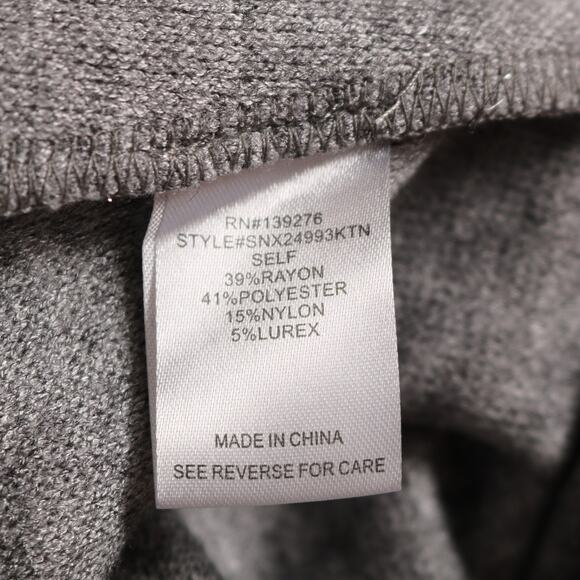 RN#139276
STYLE#SNX24993KTN
SELF
39%RAYON
41%POLYESTER
15%NYLON
5%LUREX
MADE IN CHINA
SEE REVERSE FOR CARE